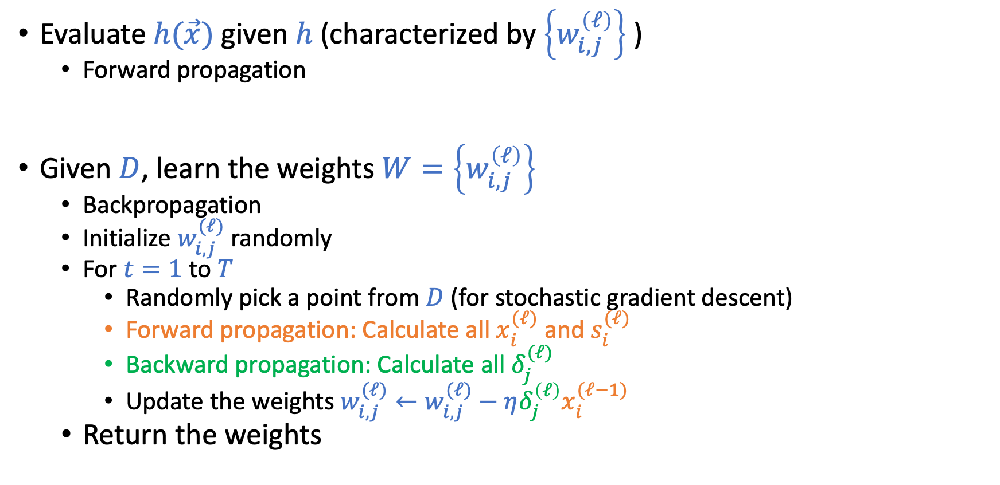 • Evaluate $h(\vec{x})$ given $h$ (characterized by $\left\{w_{i,j}^{(\ell)}\right\}$ )
• Forward propagation
• Given $D$, learn the weights $W = \left\{w_{i,j}^{(\ell)}\right\}$
• Backpropagation
• Initialize $w_{i,j}^{(\ell)}$ randomly
• For $t = 1$ to $T$
• Randomly pick a point from $D$ (for stochastic gradient descent)
• Forward propagation: Calculate all $x_i^{(\ell)}$ and $s_i^{(\ell)}$
• Backward propagation: Calculate all $\delta_j^{(\ell)}$
• Update the weights $w_{i,j}^{(\ell)} \leftarrow w_{i,j}^{(\ell)} - \eta \delta_j^{(\ell)} x_i^{(\ell-1)}$
• Return the weights